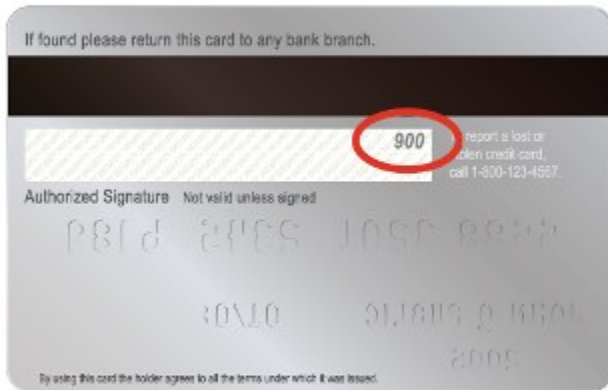 If found please return this card to any bank branch.
900
report a lost or
stolen credit card,
call 1-800-123-4567.
Authorized Signature Not valid unless signed
By using this card the holder agrees to all the terms under which it was issued.